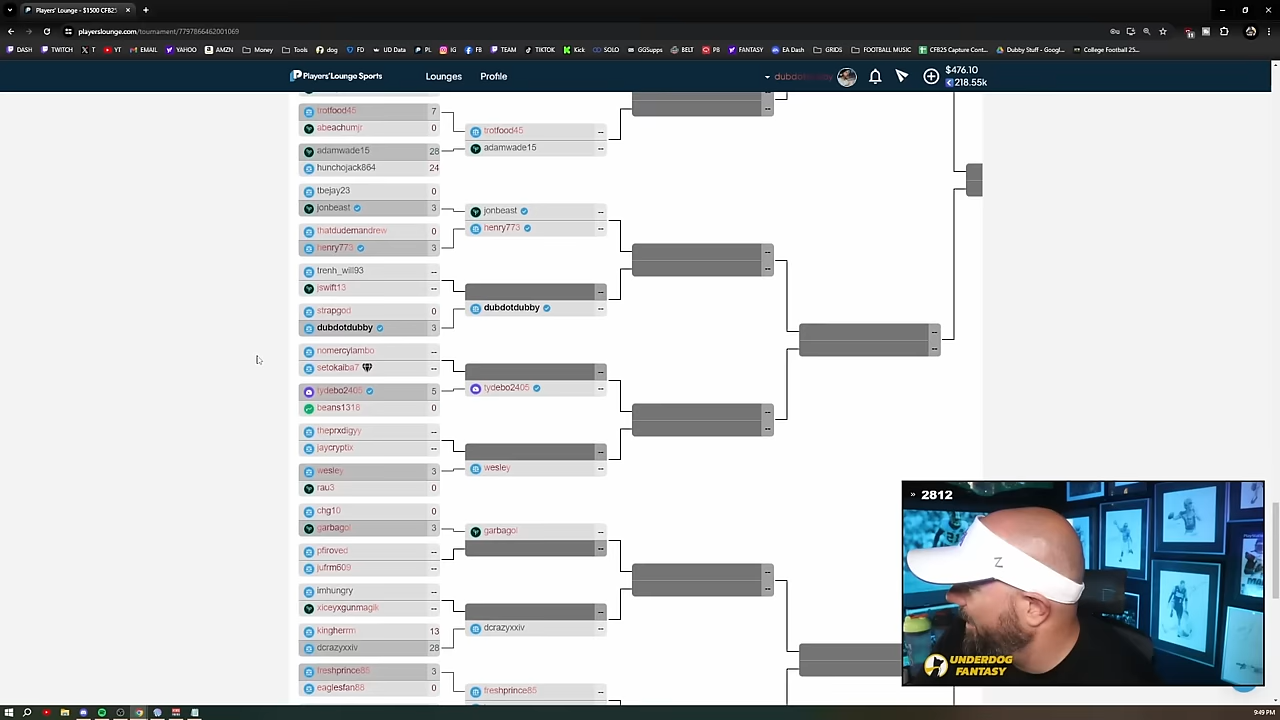 Players' Lounge - $1500 CFB25
playerslounge.com/tournament/7797866462001069
DASH TWITCH T YT EMAIL YAHOO AMZN Money Tools dog FD UD Data PL IG FB TEAM TIKTOK Kick SOLO GGSupps BELT PB FANTASY EA Dash GRIDS FOOTBALL MUSIC CFB25 Capture Cont... Dubby Stuff - Googl... College Football 25...
Players' Lounge Sports Lounges Profile dubdotdubby $476.10
218.55k
trotfood45 7
abeachumjr 0
trotfood45 --
adamwade15 28
adamwade15 --
hunchojack864 24
tbejay23 0
jonbeast 3
jonbeast --
henry773 --
thatdudemandrew 0
henry773 3
trenh_will93 --
jswift13 --
strapgod 0
dubdotdubby --
dubdotdubby 3
nomercylambo --
setokaiba7 --
tydebo2405 5
tydebo2405 --
beans1318 0
theprxdigyy --
jaycryptix --
wesley 3
wesley --
rau3 0
chg10 0
garbagol 3
garbagol --
pfiroved --
jufrm609 --
imhungry --
xiceyxgunmagik --
kingherm 13
dcrazyxxiv --
dcrazyxxiv 28
freshprince85 3
eaglesfan88 0
freshprince85 --
» 2812
Z
UNDERDOG
FANTASY
9:49 PM